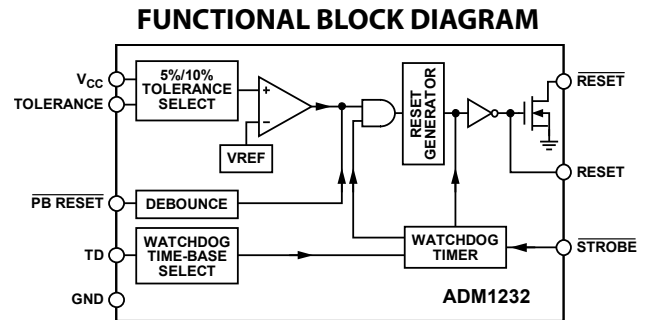 FUNCTIONAL BLOCK DIAGRAM
VCC
TOLERANCE
5%/10%
TOLERANCE
SELECT
+
−
VREF
RESET
GENERATOR
RESET
RESET
PB RESET
DEBOUNCE
TD
WATCHDOG
TIME-BASE
SELECT
WATCHDOG
TIMER
STROBE
GND
ADM1232